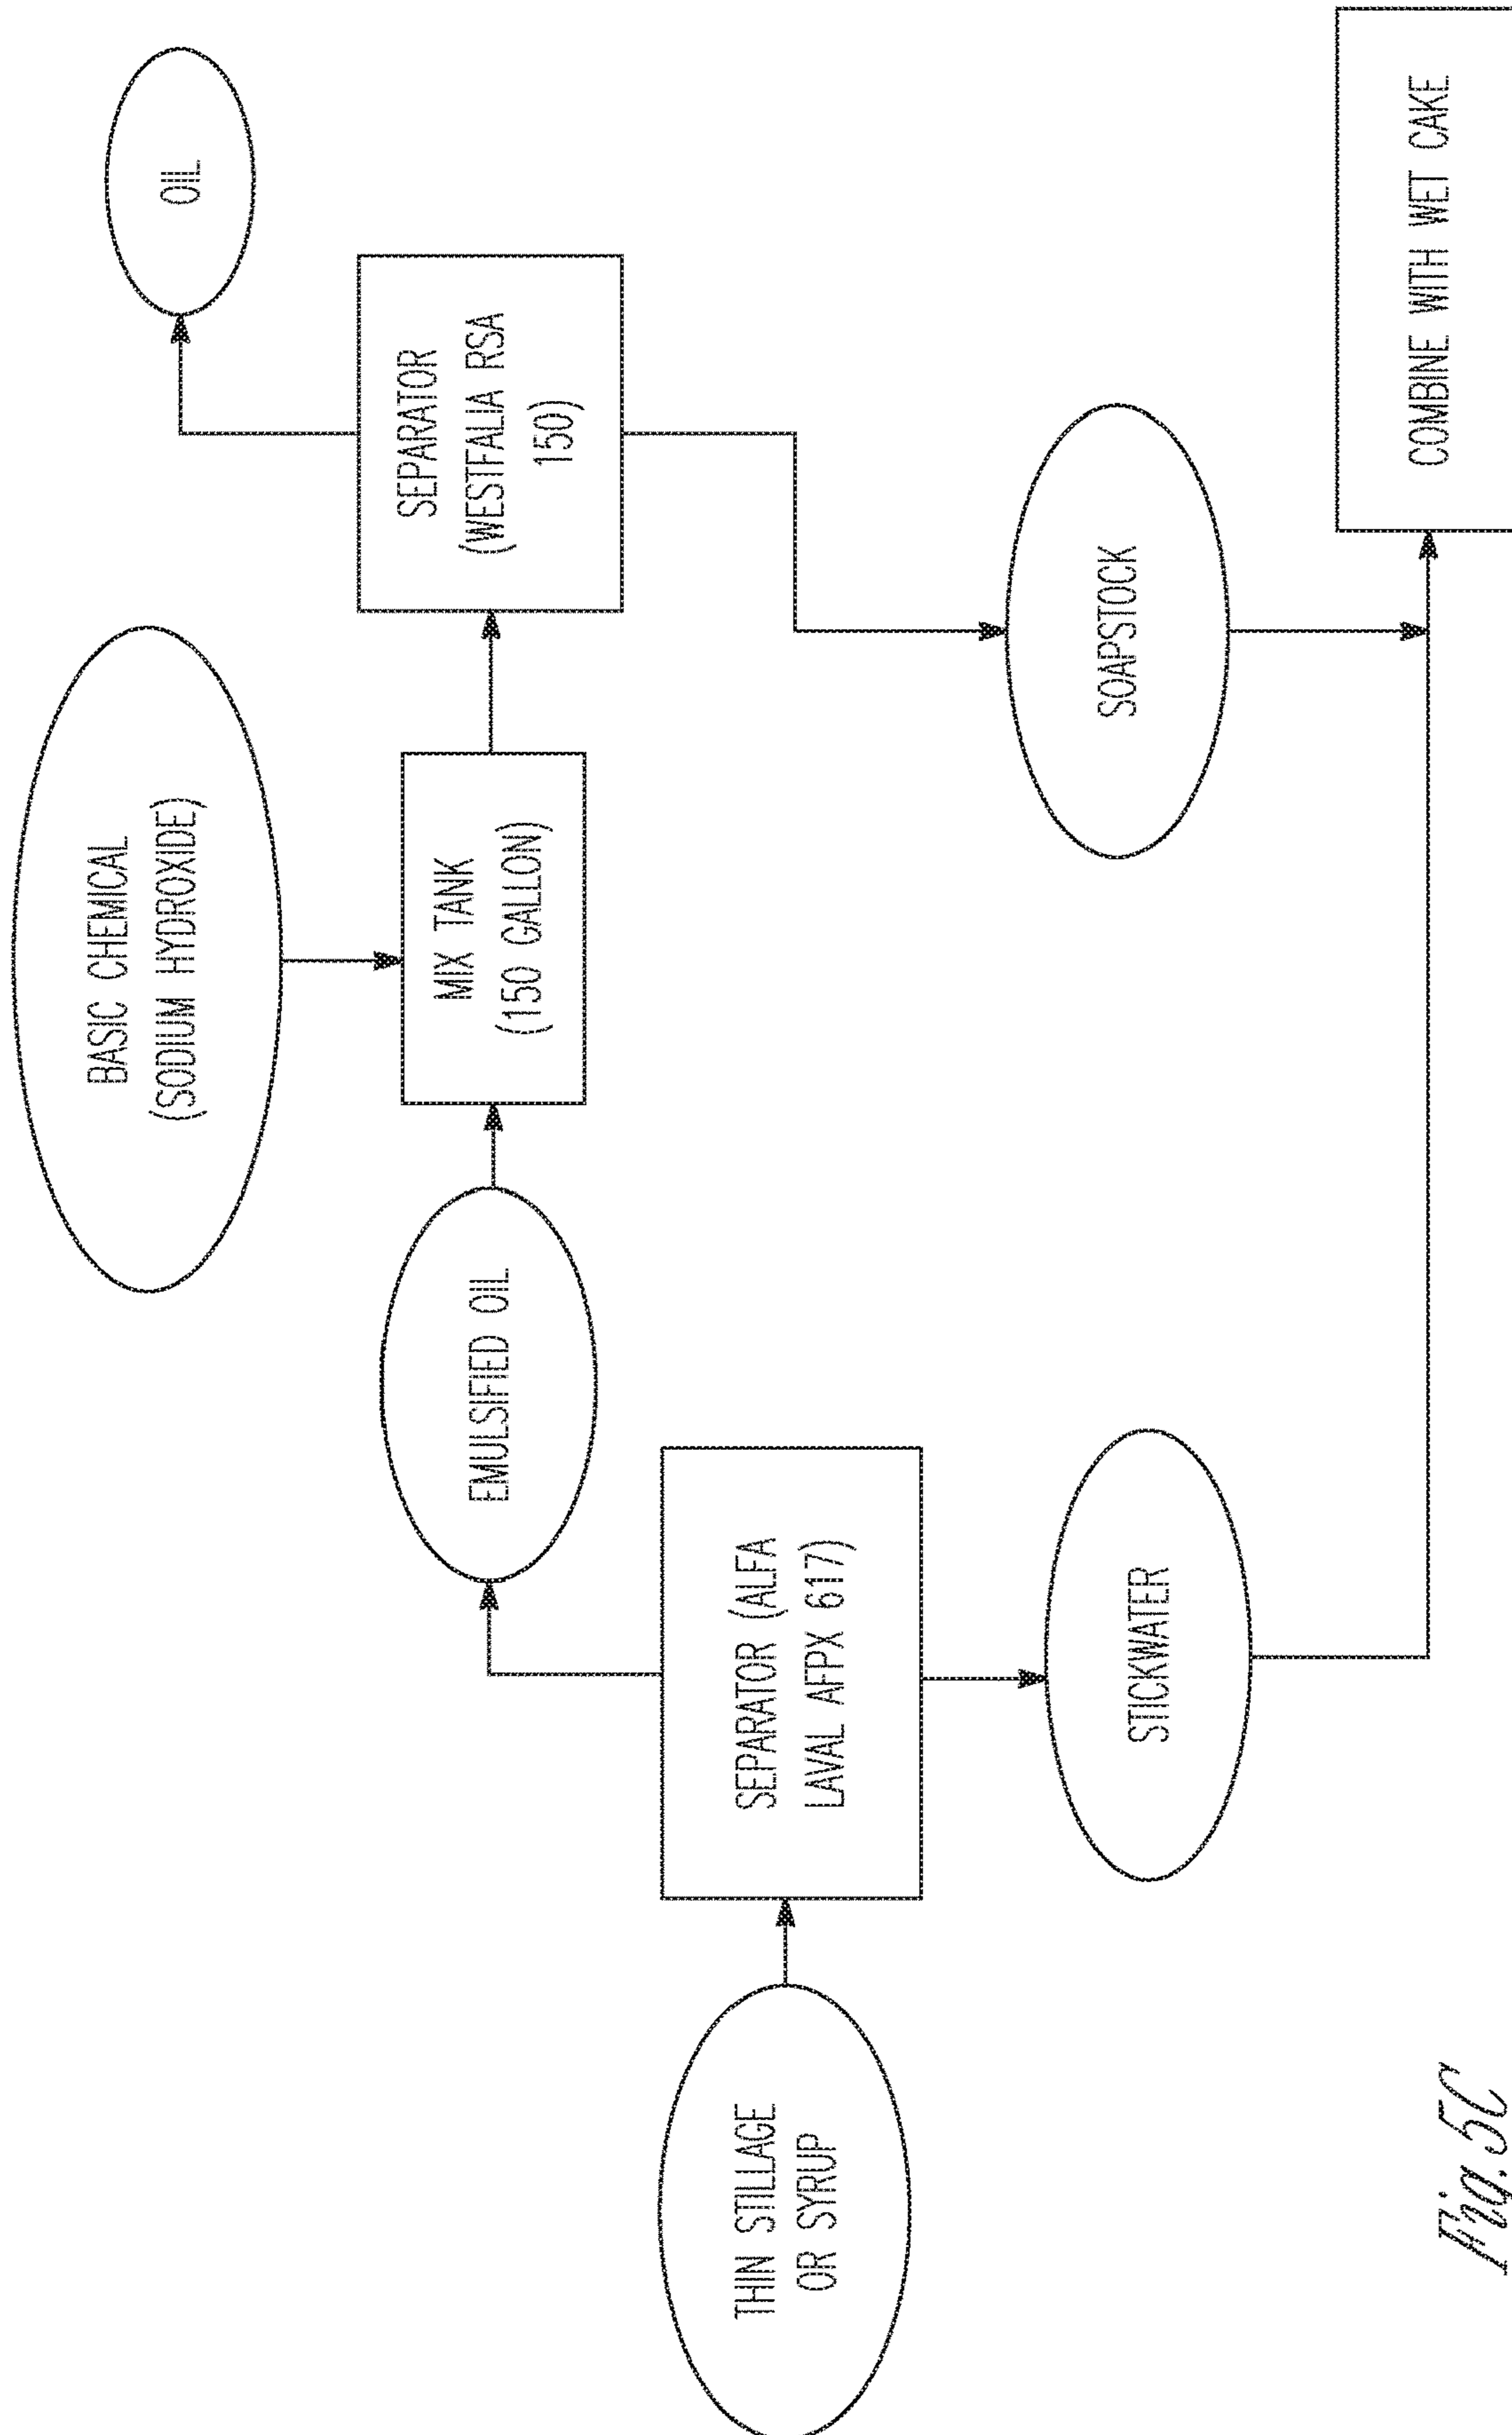 THIN STILLAGE
OR SYRUP
SEPARATOR (ALFA
LAVAL AFPX 617)
STICKWATER
EMULSIFIED OIL
BASIC CHEMICAL
(SODIUM HYDROXIDE)
MIX TANK
(150 GALLON)
SEPARATOR
(WESTFALIA RSA
150)
OIL
SOAPSTOCK
COMBINE WITH WET CAKE
Fig. 5C